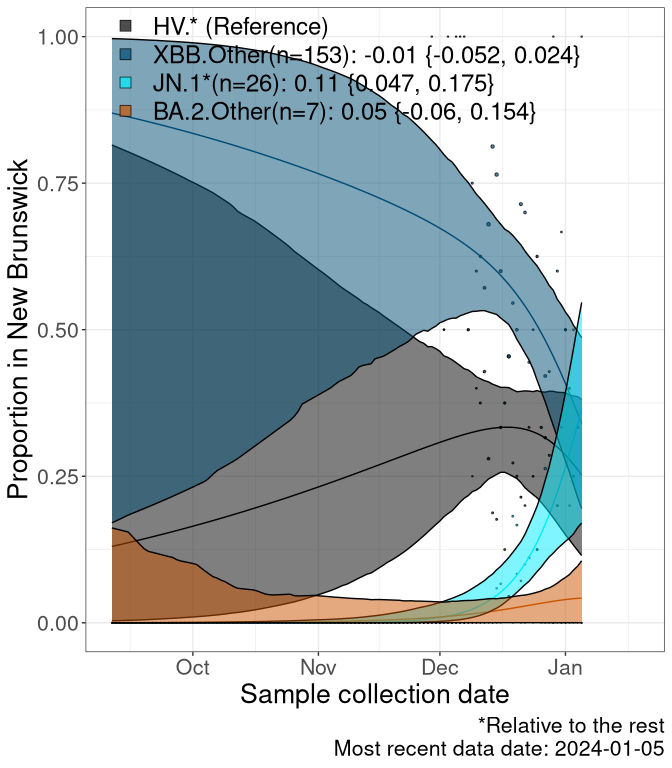 HV.* (Reference)
XBB.Other(n=153): -0.01 {-0.052, 0.024}
JN.1*(n=26): 0.11 {0.047, 0.175}
BA.2.Other(n=7): 0.05 {-0.06, 0.154}
Proportion in New Brunswick
1.00
0.75
0.50
0.25
0.00
Oct Nov Dec Jan
Sample collection date
*Relative to the rest
Most recent data date: 2024-01-05